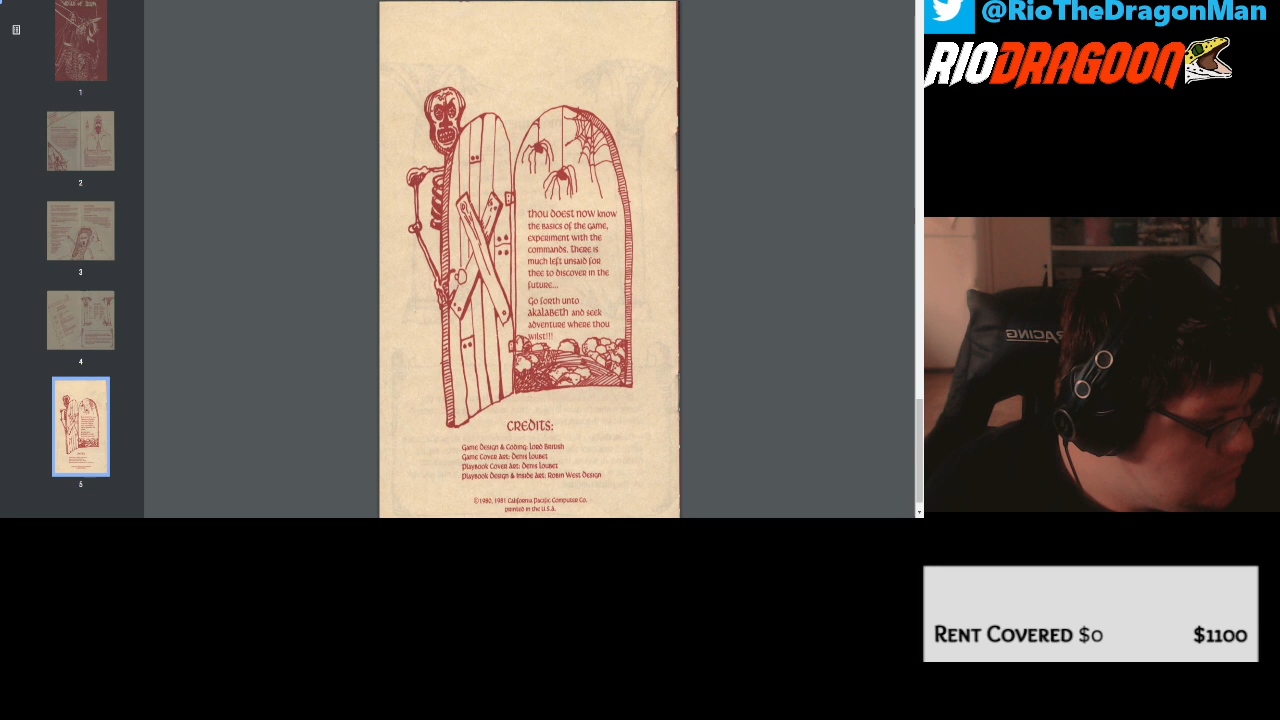 1
2
3
4
5
thou doest now know
the basics of the game,
experiment with the
commands. There is
much left unsaid for
thee to discover in the
future...
Go forth unto
akalabeth and seek
adventure where thou
wilst!!!
CREDITS:
Game Design & Coding: Lord British
Game Cover Art: Denis Loubet
Playbook Cover Art: Denis Loubet
Playbook Design & Inside Art: Robin West Design
©1980, 1981 California Pacific Computer Co.
printed in the U.S.A.
@RioTheDragonMan
RIODRAGOON
RACING
Rent Covered $0 $1100